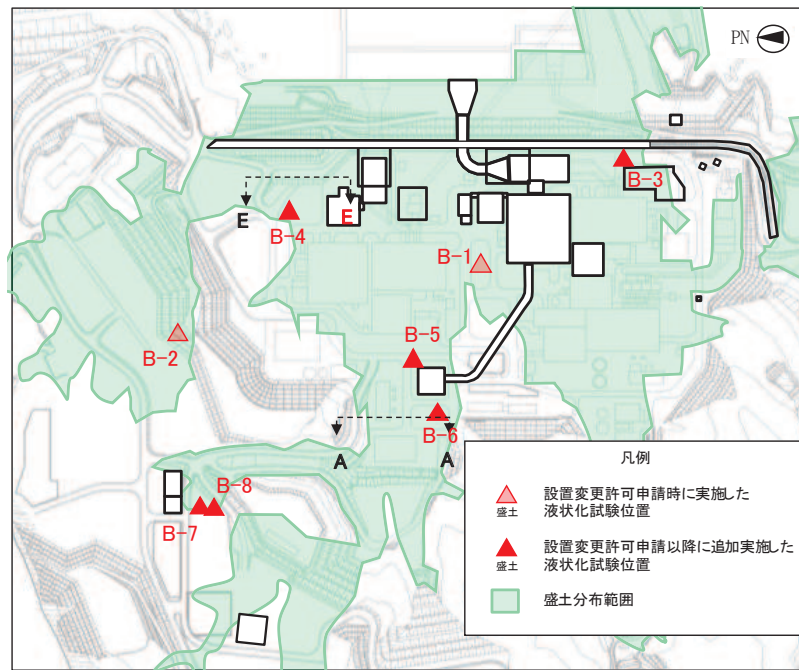 PN
B-3
E
E
B-4
B-1
B-2
B-5
B-6
A
A
B-8
B-7
凡例
盛土
設置変更許可申請時に実施した
液状化試験位置
盛土
設置変更許可申請以降に追加実施した
液状化試験位置
盛土分布範囲